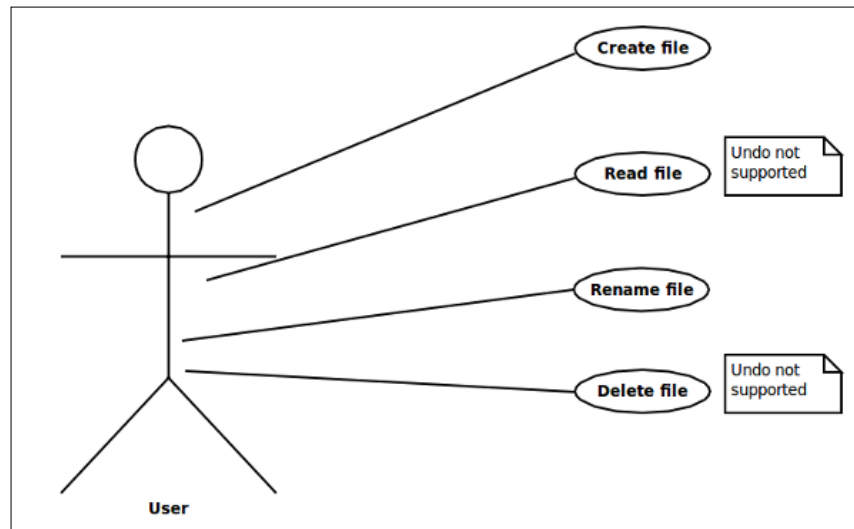 Create file
Read file
Undo not
supported
Rename file
Delete file
Undo not
supported
User